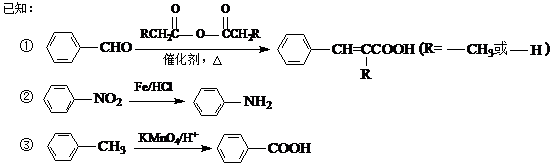 已知：
RCH₂C O CCH₂R
O O
① CHO 催化剂，△ CH=CCOOH (R= — CH₃或 —H)
R
② NO₂ Fe/HCl NH₂
③ CH₃ KMnO₄/H⁺ COOH